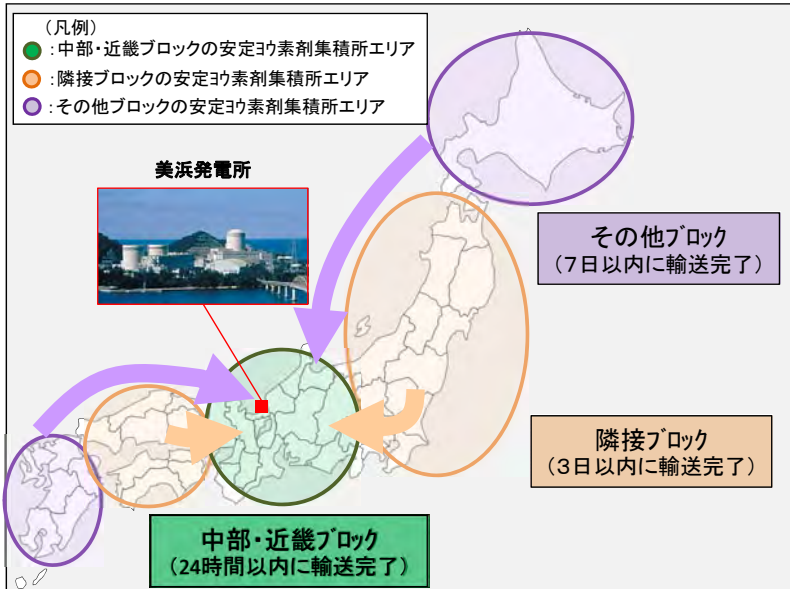 （凡例）
：中部・近畿ブロックの安定ﾖｳ素剤集積所エリア
：隣接ブロックの安定ﾖｳ素剤集積所エリア
：その他ブロックの安定ﾖｳ素剤集積所エリア
美浜発電所
その他ﾌﾞﾛｯｸ
（７日以内に輸送完了）
隣接ﾌﾞﾛｯｸ
（３日以内に輸送完了）
中部・近畿ﾌﾞﾛｯｸ
（24時間以内に輸送完了）